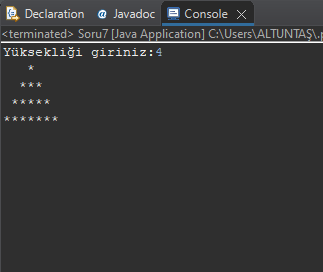 Declaration @ Javadoc Console
<terminated> Soru7 [Java Application] C:\Users\ALTUNTAŞ\.p
Yüksekliği giriniz:4
   *
  ***
 *****
*******